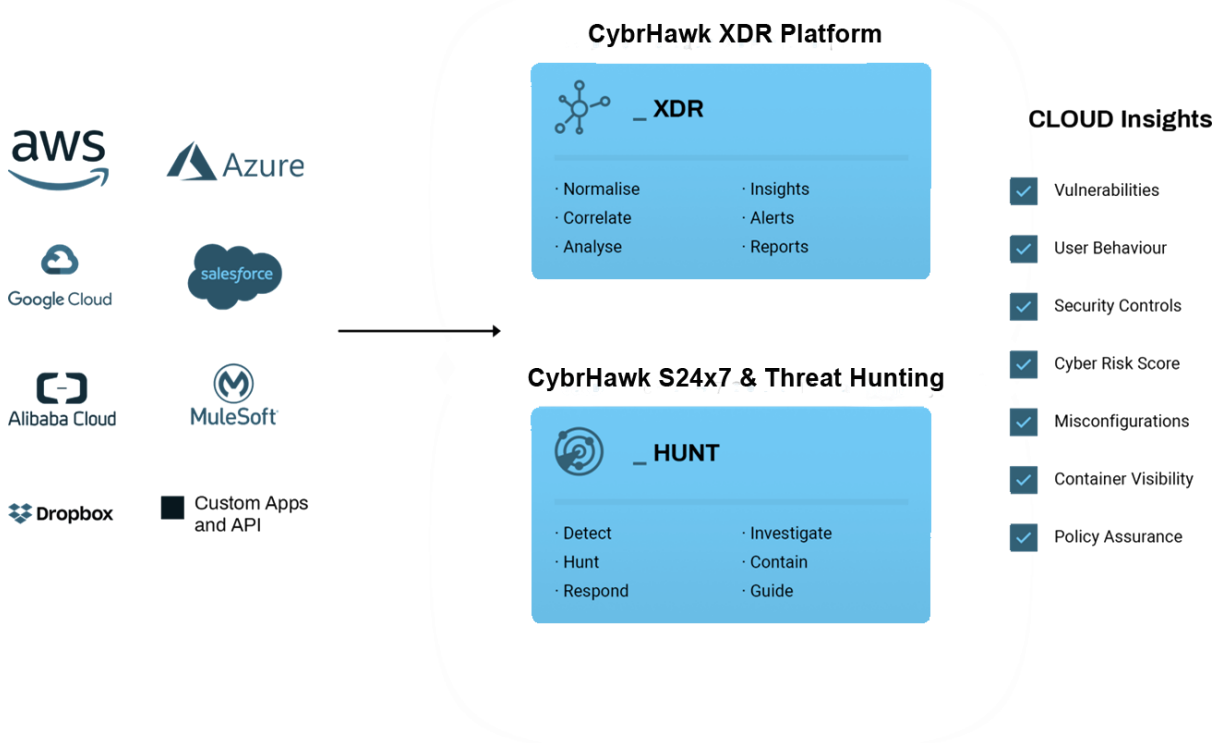 aws
Azure
Google Cloud
salesforce
Alibaba Cloud
MuleSoft
Dropbox
Custom Apps
and API
CybrHawk XDR Platform
_ XDR
· Normalise
· Correlate
· Analyse
· Insights
· Alerts
· Reports
CybrHawk S24x7 & Threat Hunting
_ HUNT
· Detect
· Hunt
· Respond
· Investigate
· Contain
· Guide
CLOUD Insights
Vulnerabilities
User Behaviour
Security Controls
Cyber Risk Score
Misconfigurations
Container Visibility
Policy Assurance